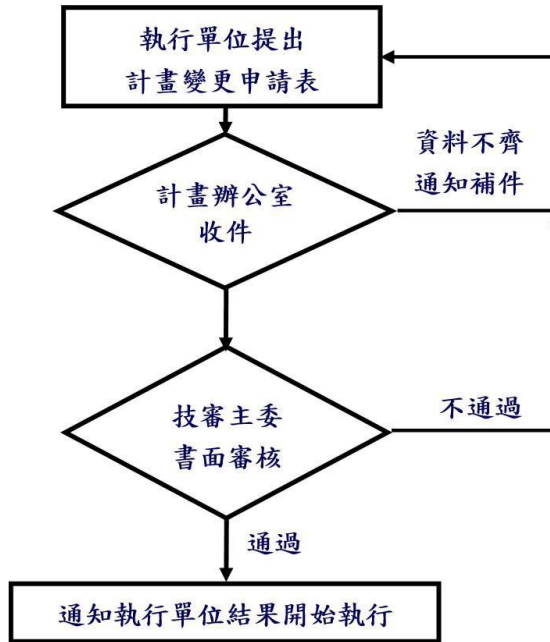 執行單位提出
計畫變更申請表
資料不齊
通知補件
計畫辦公室
收件
技審主委
書面審核
不通過
通過
通知執行單位結果開始執行